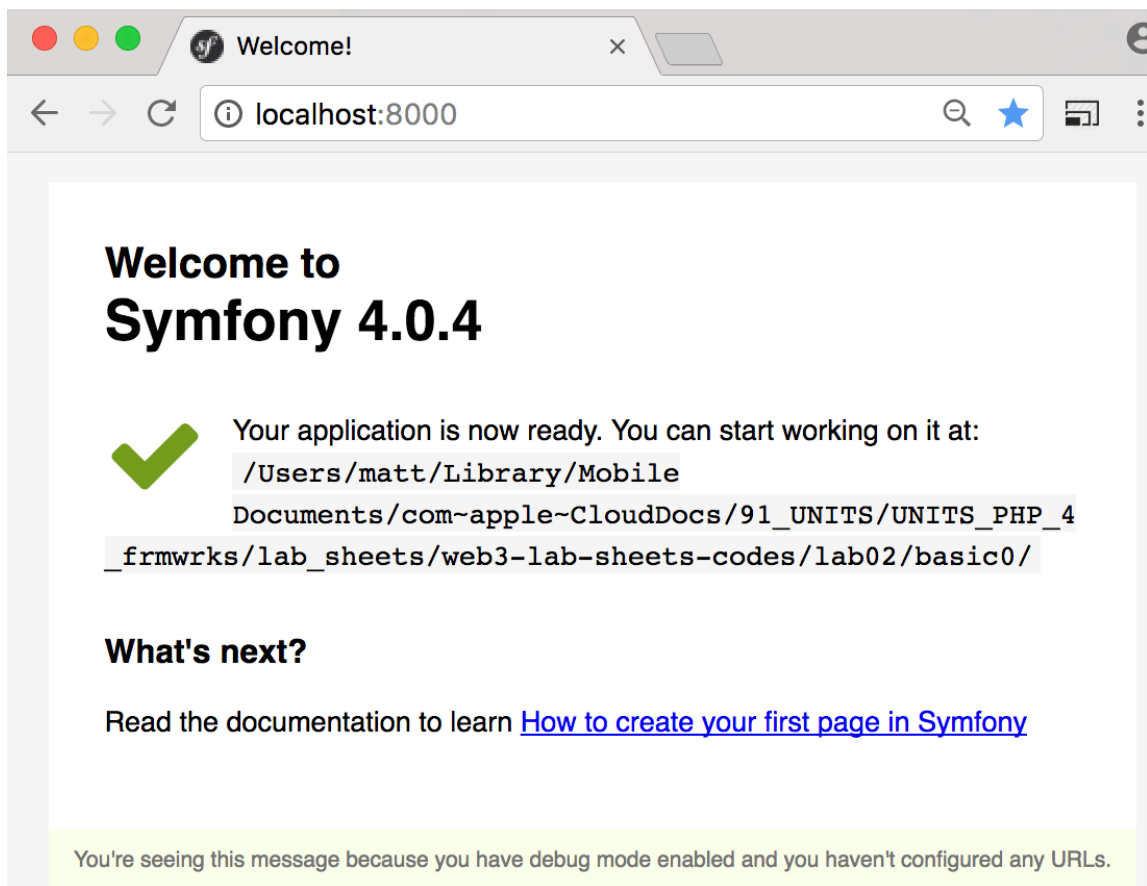 sf Welcome!
localhost:8000
Welcome to
Symfony 4.0.4
Your application is now ready. You can start working on it at:
/Users/matt/Library/Mobile
Documents/com~apple~CloudDocs/91_UNITS/UNITS_PHP_4
_frmwrks/lab_sheets/web3-lab-sheets-codes/lab02/basic0/
What's next?
Read the documentation to learn How to create your first page in Symfony
You're seeing this message because you have debug mode enabled and you haven't configured any URLs.